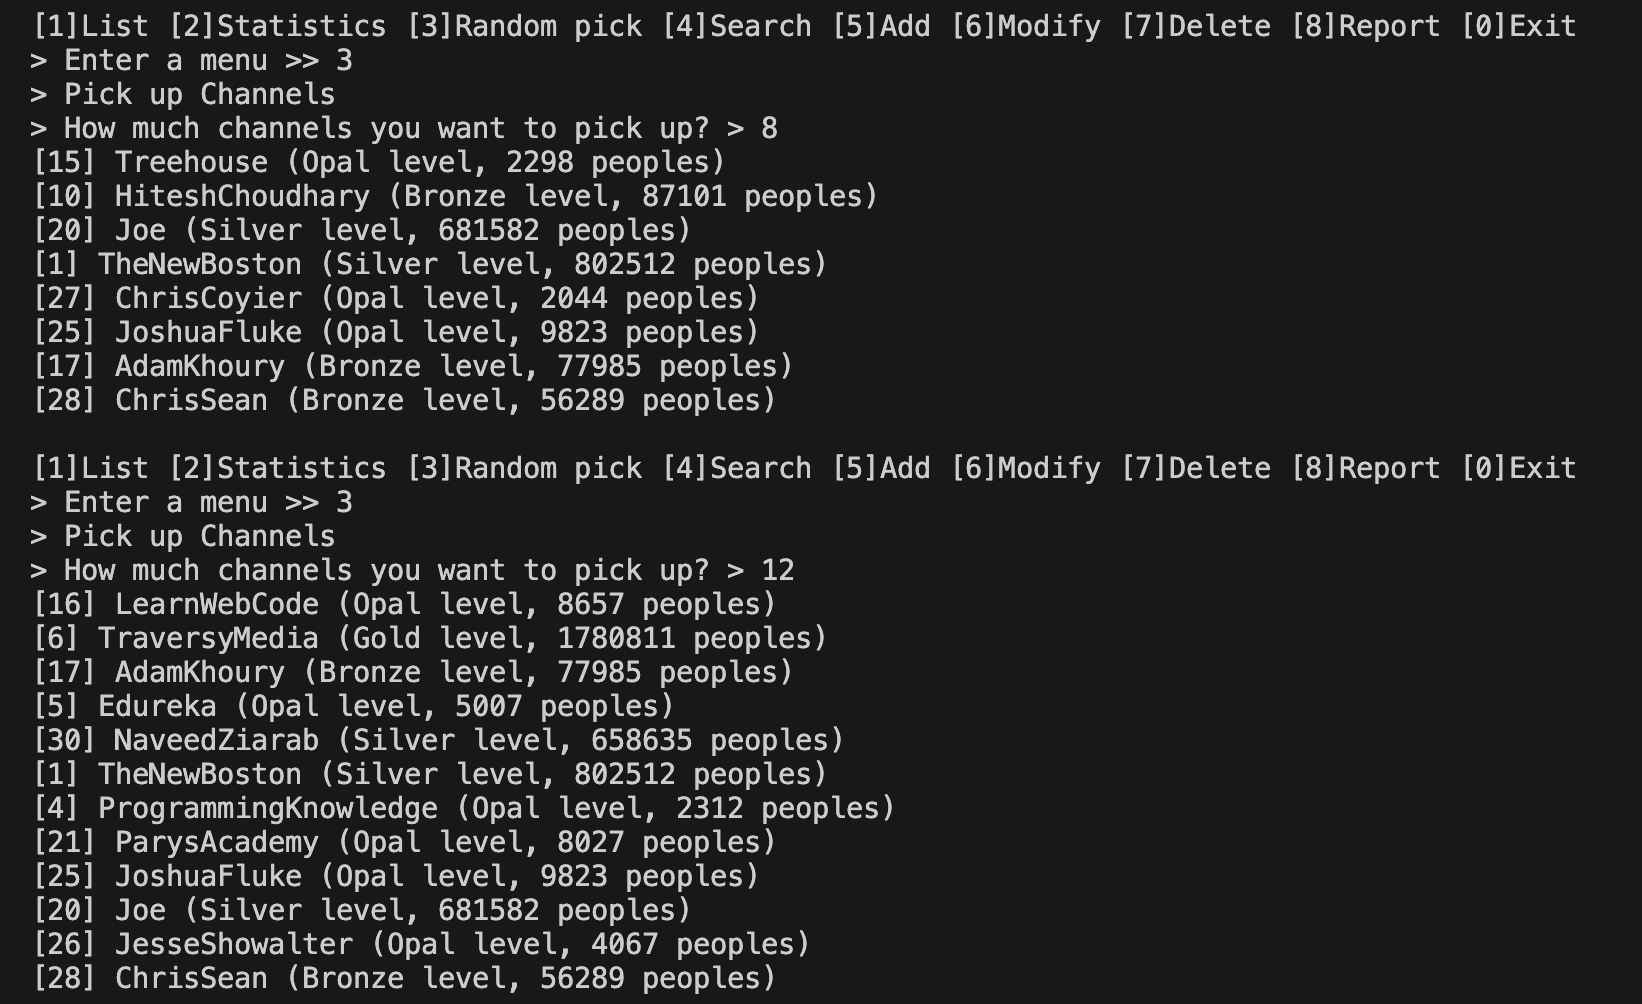 [1]List [2]Statistics [3]Random pick [4]Search [5]Add [6]Modify [7]Delete [8]Report [0]Exit
> Enter a menu >> 3
> Pick up Channels
> How much channels you want to pick up? > 8
[15] Treehouse (Opal level, 2298 peoples)
[10] HiteshChoudhary (Bronze level, 87101 peoples)
[20] Joe (Silver level, 681582 peoples)
[1] TheNewBoston (Silver level, 802512 peoples)
[27] ChrisCoyier (Opal level, 2044 peoples)
[25] JoshuaFluke (Opal level, 9823 peoples)
[17] AdamKhoury (Bronze level, 77985 peoples)
[28] ChrisSean (Bronze level, 56289 peoples)
[1]List [2]Statistics [3]Random pick [4]Search [5]Add [6]Modify [7]Delete [8]Report [0]Exit
> Enter a menu >> 3
> Pick up Channels
> How much channels you want to pick up? > 12
[16] LearnWebCode (Opal level, 8657 peoples)
[6] TraversyMedia (Gold level, 1780811 peoples)
[17] AdamKhoury (Bronze level, 77985 peoples)
[5] Edureka (Opal level, 5007 peoples)
[30] NaveedZiarab (Silver level, 658635 peoples)
[1] TheNewBoston (Silver level, 802512 peoples)
[4] ProgrammingKnowledge (Opal level, 2312 peoples)
[21] ParysAcademy (Opal level, 8027 peoples)
[25] JoshuaFluke (Opal level, 9823 peoples)
[20] Joe (Silver level, 681582 peoples)
[26] JesseShowalter (Opal level, 4067 peoples)
[28] ChrisSean (Bronze level, 56289 peoples)